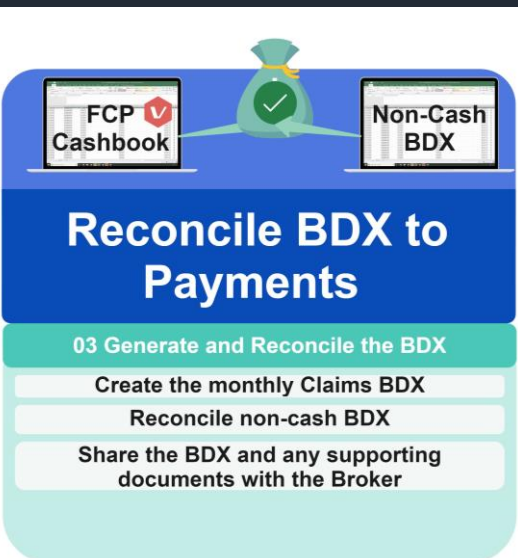 FCP
Cashbook
Non-Cash
BDX
Reconcile BDX to
Payments
03 Generate and Reconcile the BDX
Create the monthly Claims BDX
Reconcile non-cash BDX
Share the BDX and any supporting
documents with the Broker